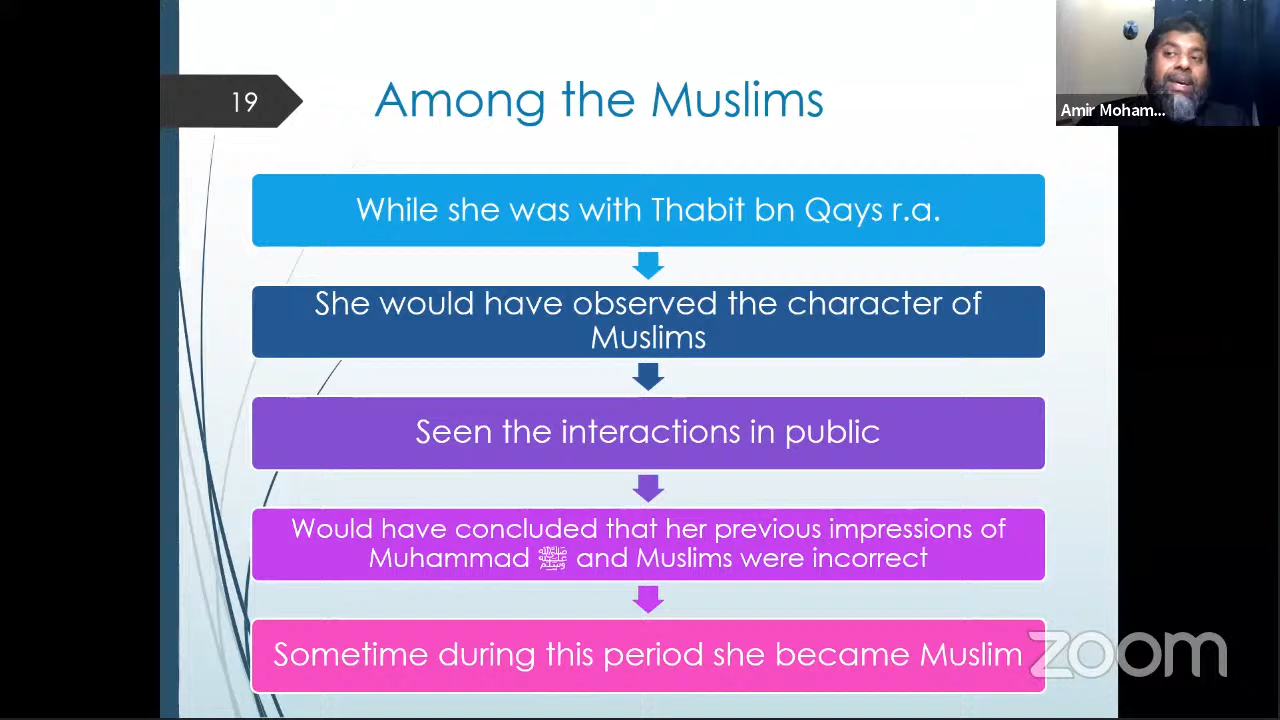 19
Among the Muslims
Amir Moham...
While she was with Thabit bn Qays r.a.
She would have observed the character of
Muslims
Seen the interactions in public
Would have concluded that her previous impressions of
Muhammad ﷺ and Muslims were incorrect
Sometime during this period she became Muslim
zoom